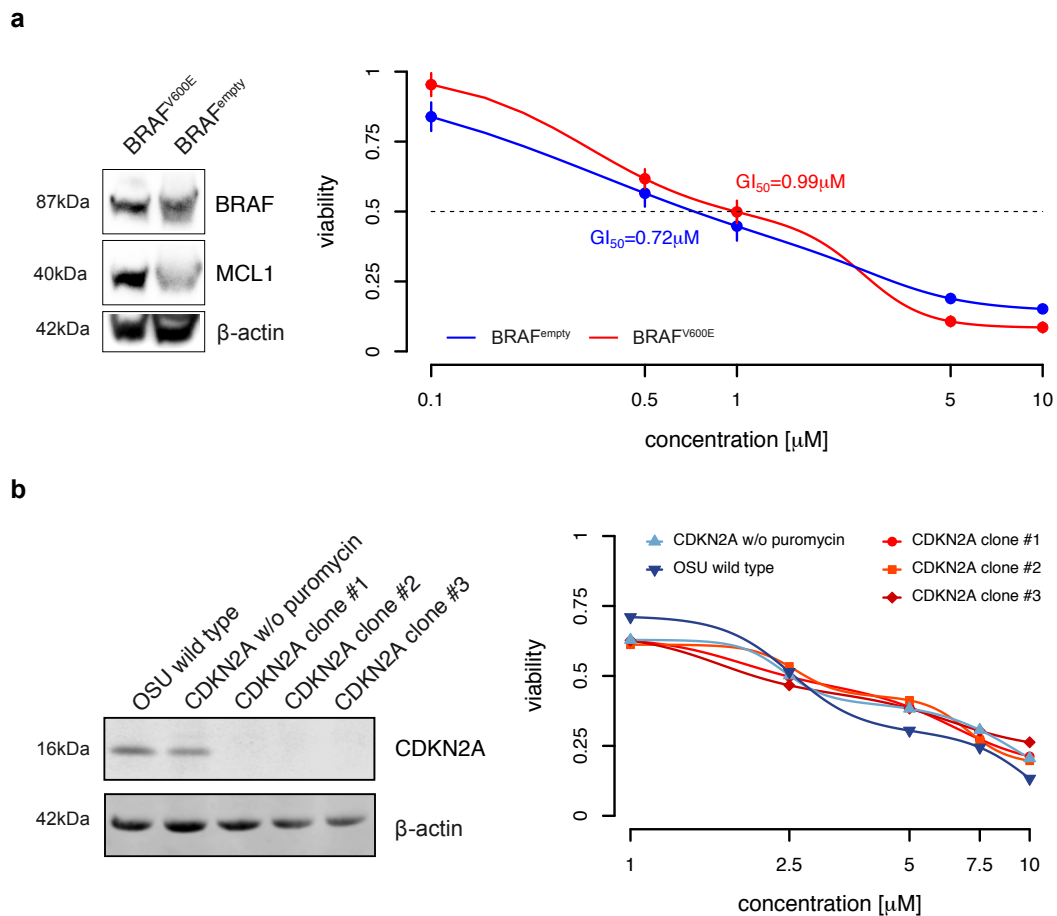 a
BRAFV600E
BRAFempty
87kDa
BRAF
40kDa
MCL1
42kDa
β-actin
viability
1
0.75
0.5
0.25
0
GI50=0.99μM
GI50=0.72μM
BRAFempty
BRAFV600E
0.1
0.5
1
5
10
concentration [μM]
b
OSU wild type
CDKN2A w/o puromycin
CDKN2A clone #1
CDKN2A clone #2
CDKN2A clone #3
16kDa
CDKN2A
42kDa
β-actin
viability
1
0.75
0.5
0.25
0
CDKN2A w/o puromycin
OSU wild type
CDKN2A clone #1
CDKN2A clone #2
CDKN2A clone #3
1
2.5
5
7.5
10
concentration [μM]